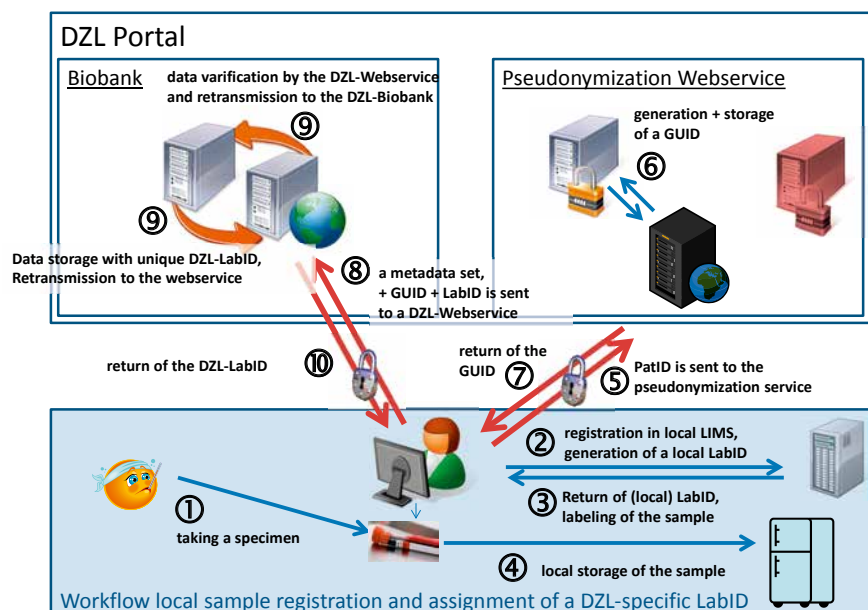 DZL Portal
Biobank
data varification by the DZL-Webservice
and retransmission to the DZL-Biobank
⑨
⑨
Data storage with unique DZL-LabID,
Retransmission to the webservice
Pseudonymization Webservice
generation + storage
of a GUID
⑥
⑧
a metadata set,
+ GUID + LabID is sent
to a DZL-Webservice
return of the DZL-LabID
⑩
return of the
GUID
⑦
⑤
PatID is sent to the
pseudonymization service
②
registration in local LIMS,
generation of a local LabID
③
Return of (local) LabID,
labeling of the sample
①
taking a specimen
④
local storage of the sample
Workflow local sample registration and assignment of a DZL-specific LabID